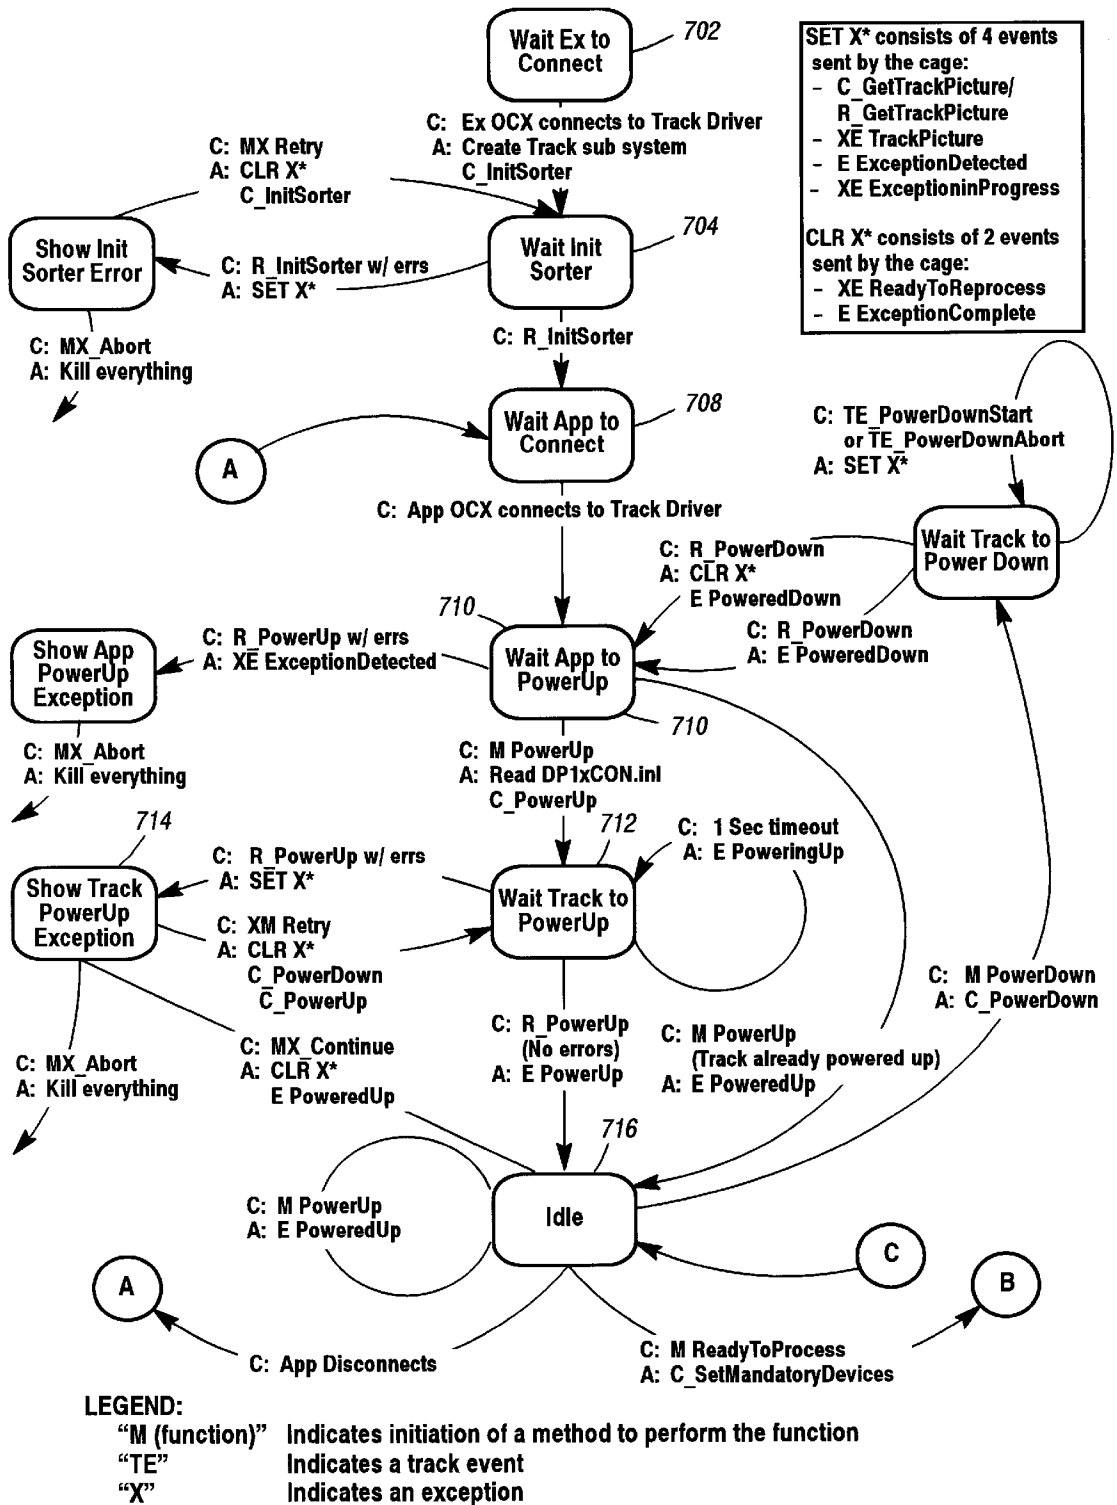 Wait Ex to
Connect
702
C: Ex OCX connects to Track Driver
A: Create Track sub system
C_InitSorter
SET X* consists of 4 events
sent by the cage:
- C_GetTrackPicture/
R_GetTrackPicture
- XE TrackPicture
- E ExceptionDetected
- XE ExceptioninProgress
CLR X* consists of 2 events
sent by the cage:
- XE ReadyToReprocess
- E ExceptionComplete
C: MX Retry
A: CLR X*
C_InitSorter
Show Init
Sorter Error
C: R_InitSorter w/ errs
A: SET X*
Wait Init
Sorter
704
C: MX_Abort
A: Kill everything
C: R_InitSorter
Wait App to
Connect
708
A
C: TE_PowerDownStart
or TE_PowerDownAbort
A: SET X*
C: App OCX connects to Track Driver
Wait Track to
Power Down
C: R_PowerDown
A: CLR X*
E PoweredDown
710
C: R_PowerDown
A: E PoweredDown
Show App
PowerUp
Exception
C: R_PowerUp w/ errs
A: XE ExceptionDetected
Wait App to
PowerUp
710
C: MX_Abort
A: Kill everything
C: M PowerUp
A: Read DP1xCON.inl
C_PowerUp
714
712
C: 1 Sec timeout
A: E PoweringUp
Show Track
PowerUp
Exception
C: R_PowerUp w/ errs
A: SET X*
Wait Track to
PowerUp
C: XM Retry
A: CLR X*
C_PowerDown
C_PowerUp
C: M PowerDown
A: C_PowerDown
C: MX_Abort
A: Kill everything
C: MX_Continue
A: CLR X*
E PoweredUp
C: R_PowerUp
(No errors)
A: E PowerUp
C: M PowerUp
(Track already powered up)
A: E PoweredUp
716
C: M PowerUp
A: E PoweredUp
Idle
C
A
B
C: App Disconnects
C: M ReadyToProcess
A: C_SetMandatoryDevices
LEGEND:
“M (function)” Indicates initiation of a method to perform the function
“TE” Indicates a track event
“X” Indicates an exception